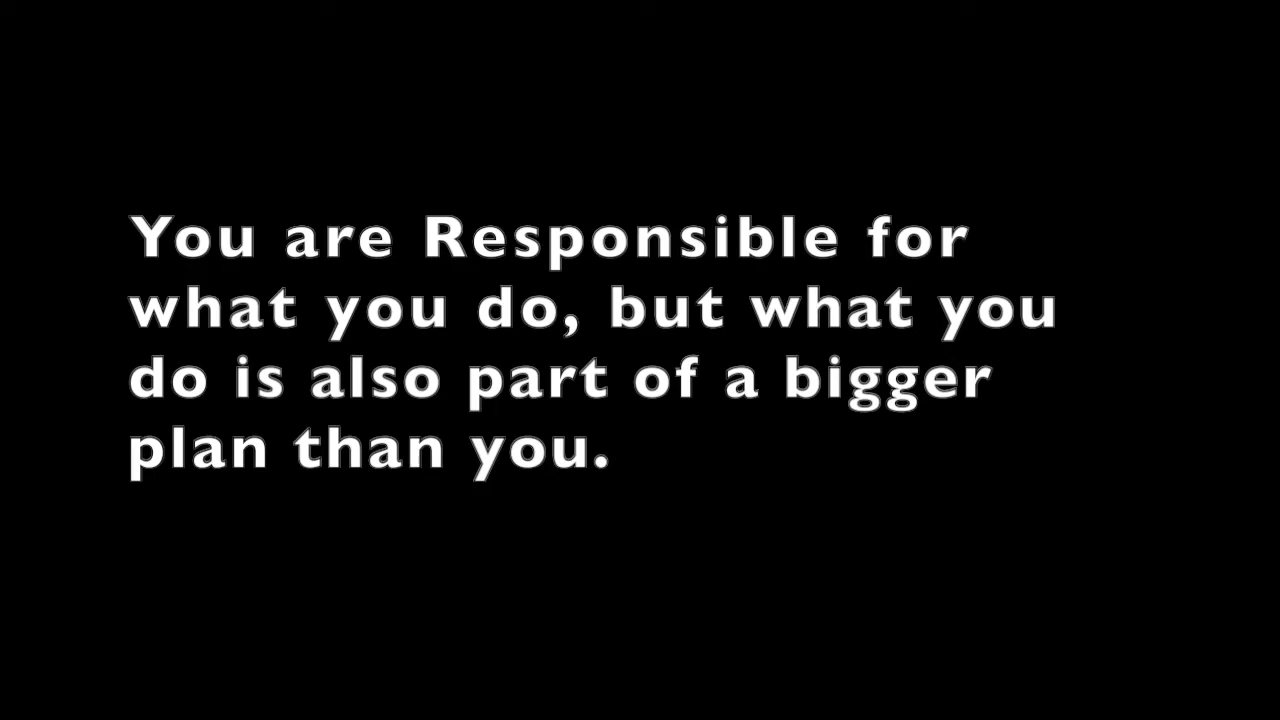 You are Responsible for
what you do, but what you
do is also part of a bigger
plan than you.